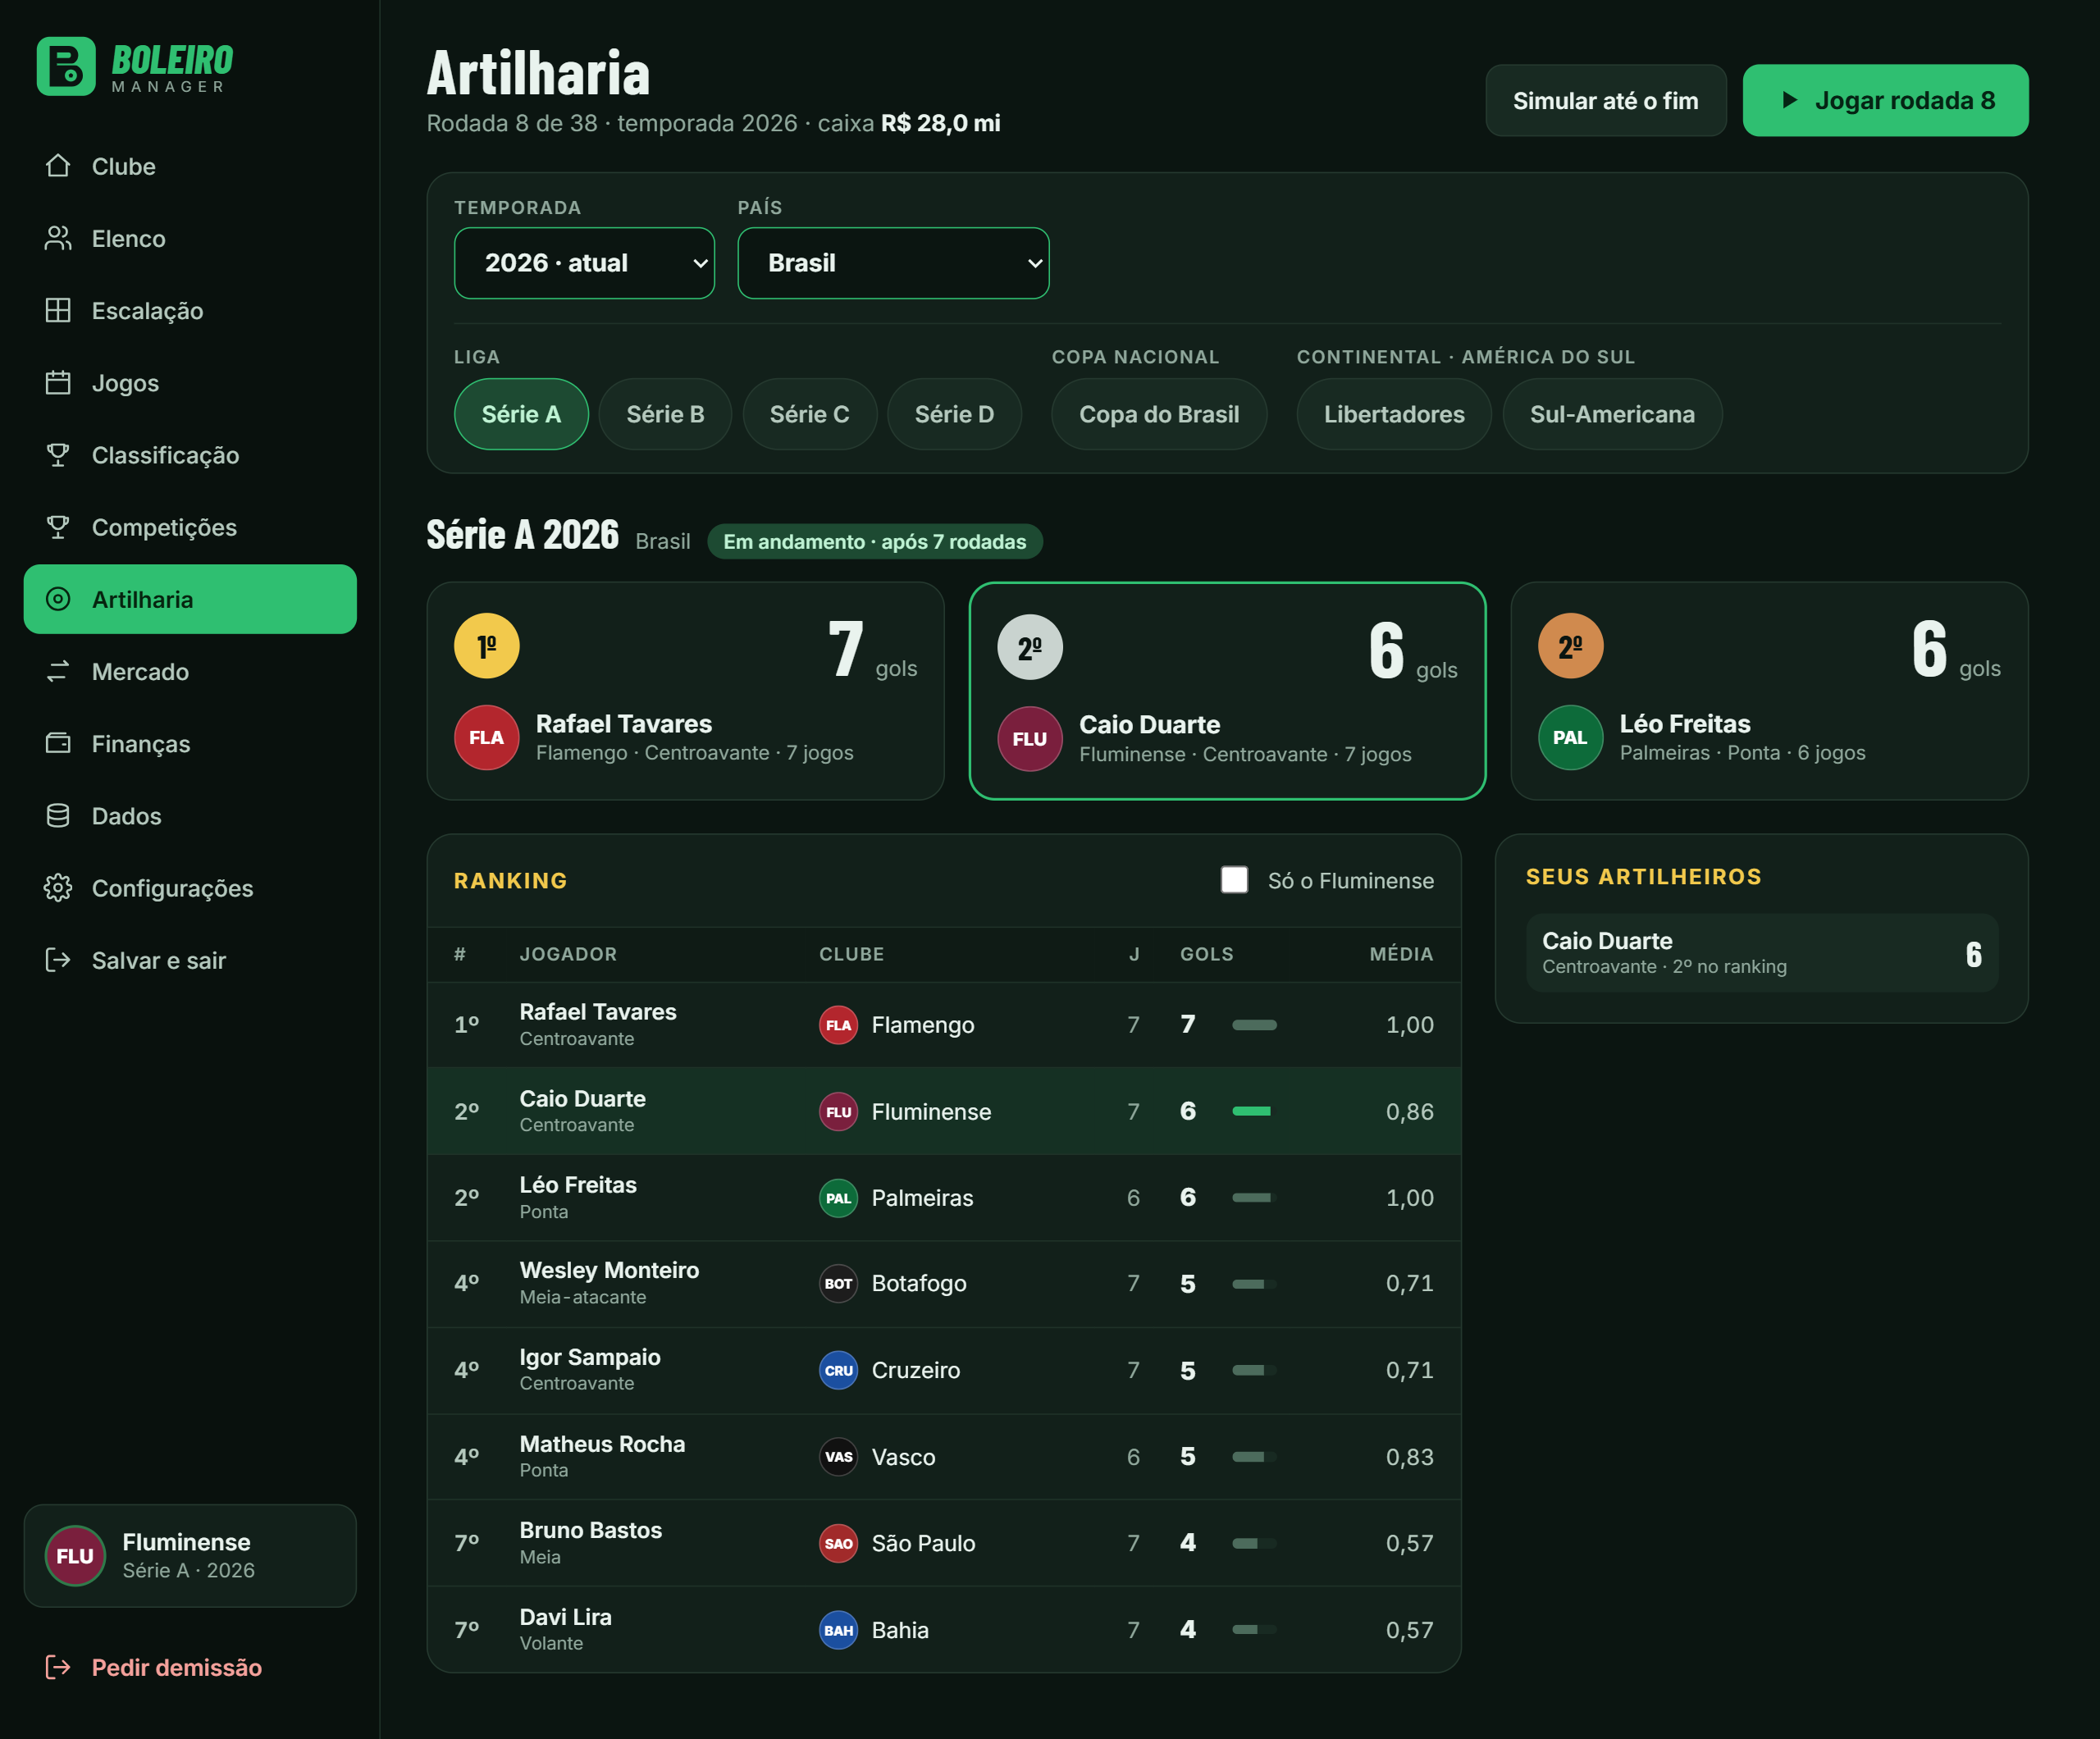 BOLEIRO
MANAGER
Clube
Elenco
Escalação
Jogos
Classificação
Competições
Artilharia
Mercado
Finanças
Dados
Configurações
Salvar e sair
FLU
Fluminense
Série A · 2026
Pedir demissão
Artilharia
Rodada 8 de 38 · temporada 2026 · caixa R$ 28,0 mi
Simular até o fim
Jogar rodada 8
TEMPORADA
2026 · atual
PAÍS
Brasil
LIGA
Série A
Série B
Série C
Série D
COPA NACIONAL
Copa do Brasil
CONTINENTAL · AMÉRICA DO SUL
Libertadores
Sul-Americana
Série A 2026 Brasil Em andamento · após 7 rodadas
1º
7 gols
FLA
Rafael Tavares
Flamengo · Centroavante · 7 jogos
2º
6 gols
FLU
Caio Duarte
Fluminense · Centroavante · 7 jogos
2º
6 gols
PAL
Léo Freitas
Palmeiras · Ponta · 6 jogos
RANKING
Só o Fluminense
# JOGADOR CLUBE J GOLS MÉDIA
1º Rafael Tavares FLA Flamengo 7 7 1,00
Centroavante
2º Caio Duarte FLU Fluminense 7 6 0,86
Centroavante
2º Léo Freitas PAL Palmeiras 6 6 1,00
Ponta
4º Wesley Monteiro BOT Botafogo 7 5 0,71
Meia-atacante
4º Igor Sampaio CRU Cruzeiro 7 5 0,71
Centroavante
4º Matheus Rocha VAS Vasco 6 5 0,83
Ponta
7º Bruno Bastos SAO São Paulo 7 4 0,57
Meia
7º Davi Lira BAH Bahia 7 4 0,57
Volante
SEUS ARTILHEIROS
Caio Duarte
Centroavante · 2º no ranking
6